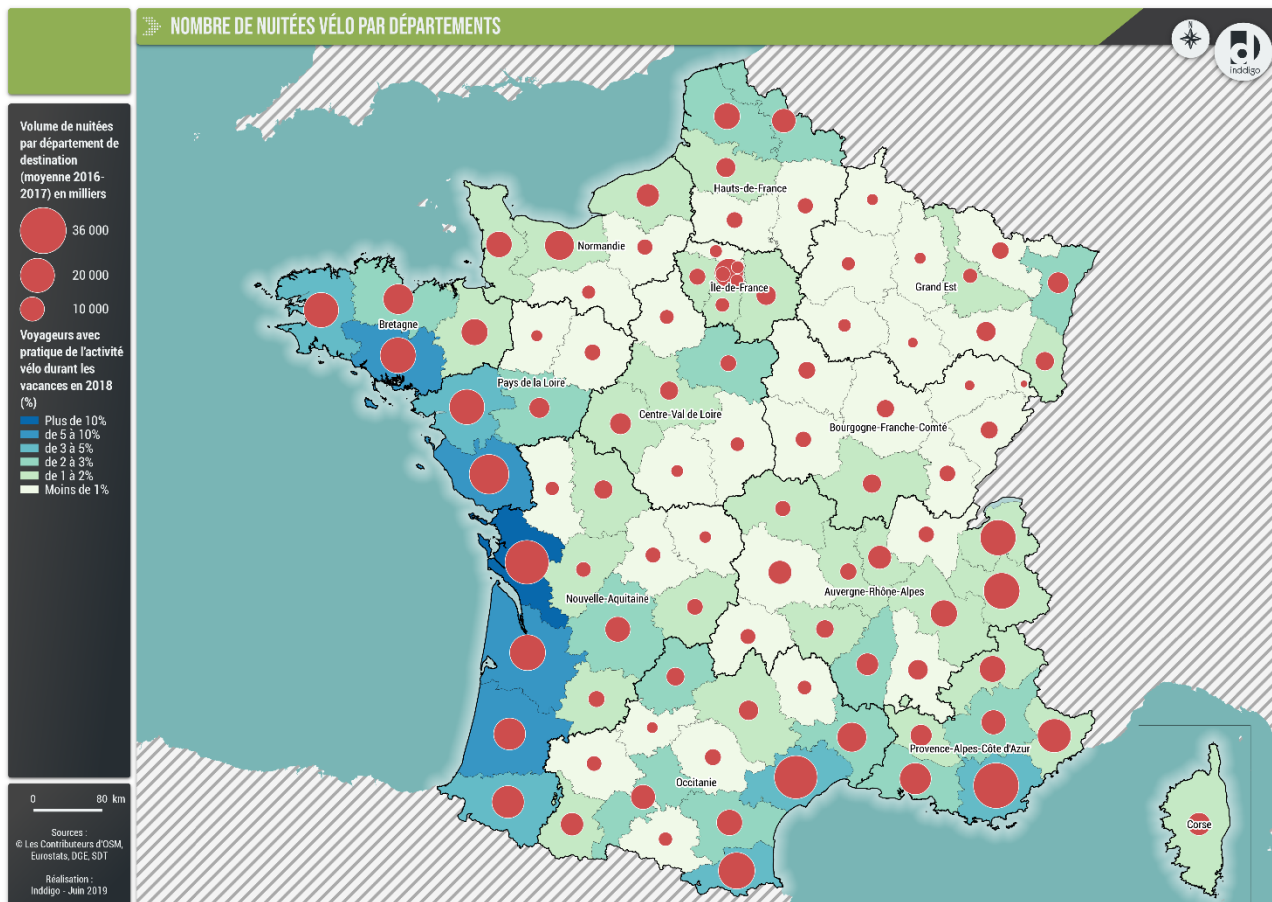 NOMBRE DE NUITÉES VÉLO PAR DÉPARTEMENTS
N
inddigo
Volume de nuitées
par département de
destination
(moyenne 2016-
2017) en milliers
36 000
20 000
10 000
Voyageurs avec
pratique de l'activité
vélo durant les
vacances en 2018
(%)
Plus de 10%
de 5 à 10%
de 3 à 5%
de 2 à 3%
de 1 à 2%
Moins de 1%
0 80 km
Sources :
© Les Contributeurs d'OSM,
Eurostats, DGE, SDT
Réalisation :
Inddigo - Juin 2019
Hauts-de-France
Normandie
Île-de-France
Grand Est
Bretagne
Pays de la Loire
Centre-Val de Loire
Bourgogne-Franche-Comté
Nouvelle-Aquitaine
Auvergne-Rhône-Alpes
Provence-Alpes-Côte d'Azur
Occitanie
Corse